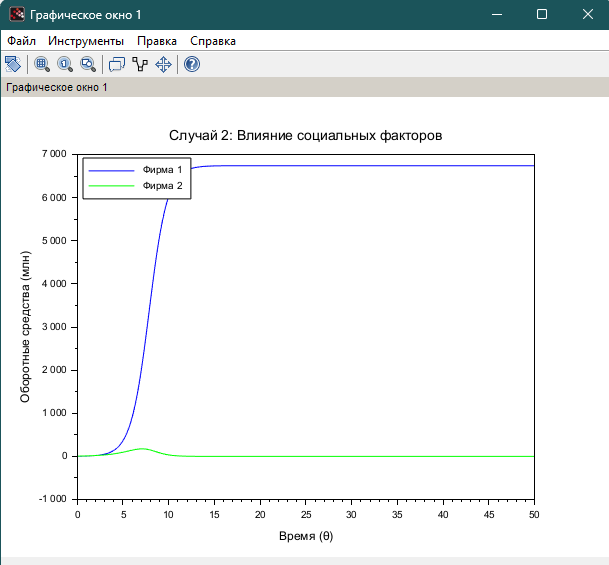 Графическое окно 1
Файл Инструменты Правка Справка
Графическое окно 1
Случай 2: Влияние социальных факторов
Фирма 1
Фирма 2
Оборотные средства (млн)
7 000
6 000
5 000
4 000
3 000
2 000
1 000
0
-1 000
0 5 10 15 20 25 30 35 40 45 50
Время (θ)